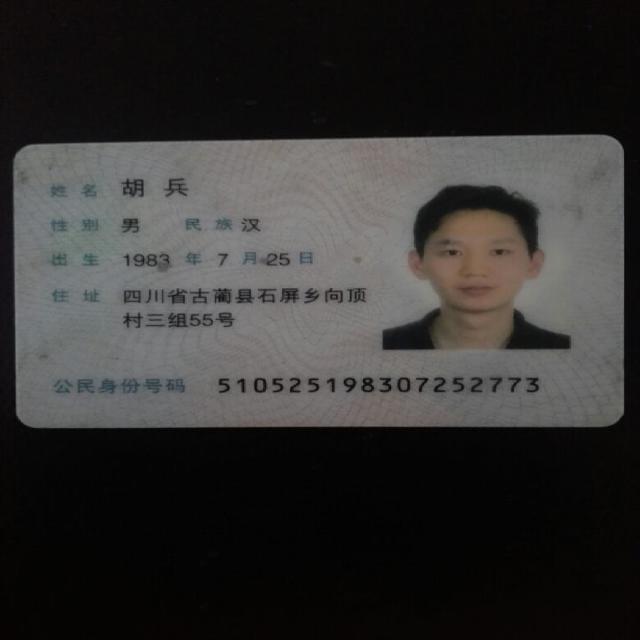 姓名 胡兵
性别 男 民族 汉
出生 1983 年 7 月 25 日
住址 四川省古蔺县石屏乡向顶
村三组55号
公民身份号码 510525198307252773